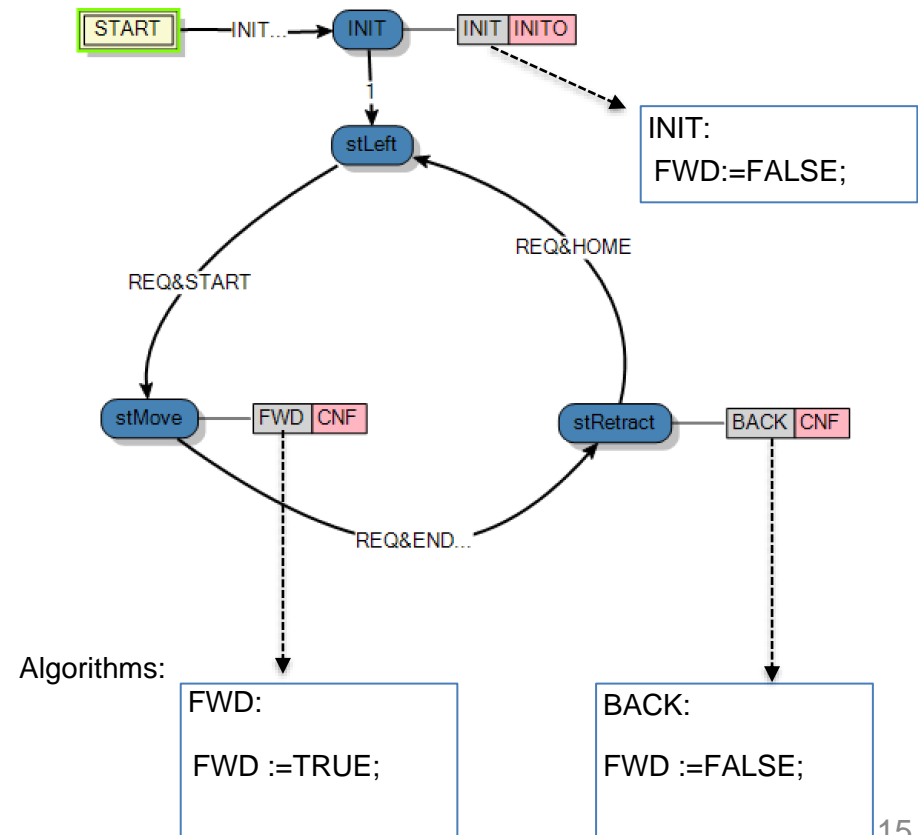 START
INIT...
INIT
INIT INITO
1
INIT:
FWD:=FALSE;
stLeft
REQ&HOME
REQ&START
stMove
FWD CNF
stRetract
BACK CNF
REQ&END...
Algorithms:
FWD:
FWD :=TRUE;
BACK:
FWD :=FALSE;
15